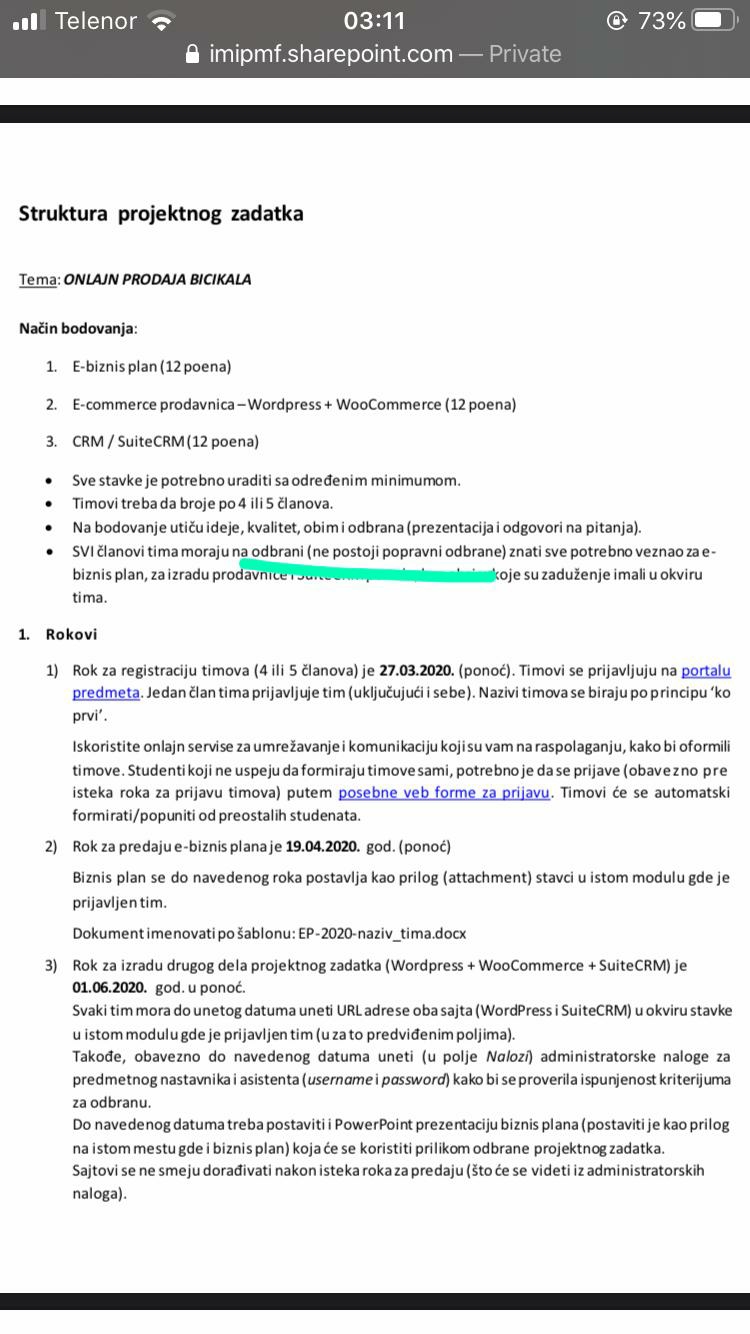 Telenor 03:11 73%
imipmf.sharepoint.com — Private
Struktura projektnog zadatka
Tema: ONLAJN PRODAJA BICIKALA
Način bodovanja:
1. E-biznis plan (12 poena)
2. E-commerce prodavnica – Wordpress + WooCommerce (12 poena)
3. CRM / SuiteCRM (12 poena)
• Sve stavke je potrebno uraditi sa određenim minimumom.
• Timovi treba da broje po 4 ili 5 članova.
• Na bodovanje utiču ideje, kvalitet, obim i odbrana (prezentacija i odgovori na pitanja).
• SVI članovi tima moraju na odbrani (ne postoji popravni odbrane) znati sve potrebno veznao za e-
biznis plan, za izradu prodavnice i koje su zaduženje imali u okviru
tima.
1. Rokovi
1) Rok za registraciju timova (4 ili 5 članova) je 27.03.2020. (ponoć). Timovi se prijavljuju na portalu
predmeta. Jedan član tima prijavljuje tim (uključujući i sebe). Nazivi timova se biraju po principu ‘ko
prvi’.
Iskoristite onlajn servise za umrežavanje i komunikaciju koji su vam na raspolaganju, kako bi oformili
timove. Studenti koji ne uspeju da formiraju timove sami, potrebno je da se prijave (obavezno pre
isteka roka za prijavu timova) putem posebne veb forme za prijavu. Timovi će se automatski
formirati/popuniti od preostalih studenata.
2) Rok za predaju e-biznis plana je 19.04.2020. god. (ponoć)
Biznis plan se do navedenog roka postavlja kao prilog (attachment) stavci u istom modulu gde je
prijavljen tim.
Dokument imenovati po šablonu: EP-2020-naziv_tima.docx
3) Rok za izradu drugog dela projektnog zadatka (Wordpress + WooCommerce + SuiteCRM) je
01.06.2020. god. u ponoć.
Svaki tim mora do unetog datuma uneti URL adrese oba sajta (WordPress i SuiteCRM) u okviru stavke
u istom modulu gde je prijavljen tim (u za to predviđenim poljima).
Takođe, obavezno do navedenog datuma uneti (u polje Nalozi) administratorske naloge za
predmetnog nastavnika i asistenta (username i password) kako bi se proverila ispunjenost kriterijuma
za odbranu.
Do navedenog datuma treba postaviti i PowerPoint prezentaciju biznis plana (postaviti je kao prilog
na istom mestu gde i biznis plan) koja će se koristiti prilikom odbrane projektnog zadatka.
Sajtovi se ne smeju dorađivati nakon isteka roka za predaju (što će se videti iz administratorskih
naloga).